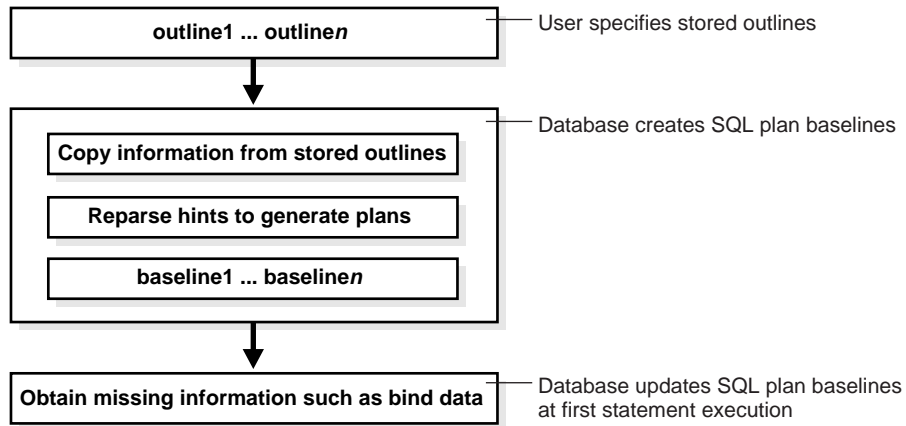 outline1 ... outlinen
User specifies stored outlines
Database creates SQL plan baselines
Copy information from stored outlines
Reparse hints to generate plans
baseline1 ... baselinen
Obtain missing information such as bind data
Database updates SQL plan baselines
at first statement execution